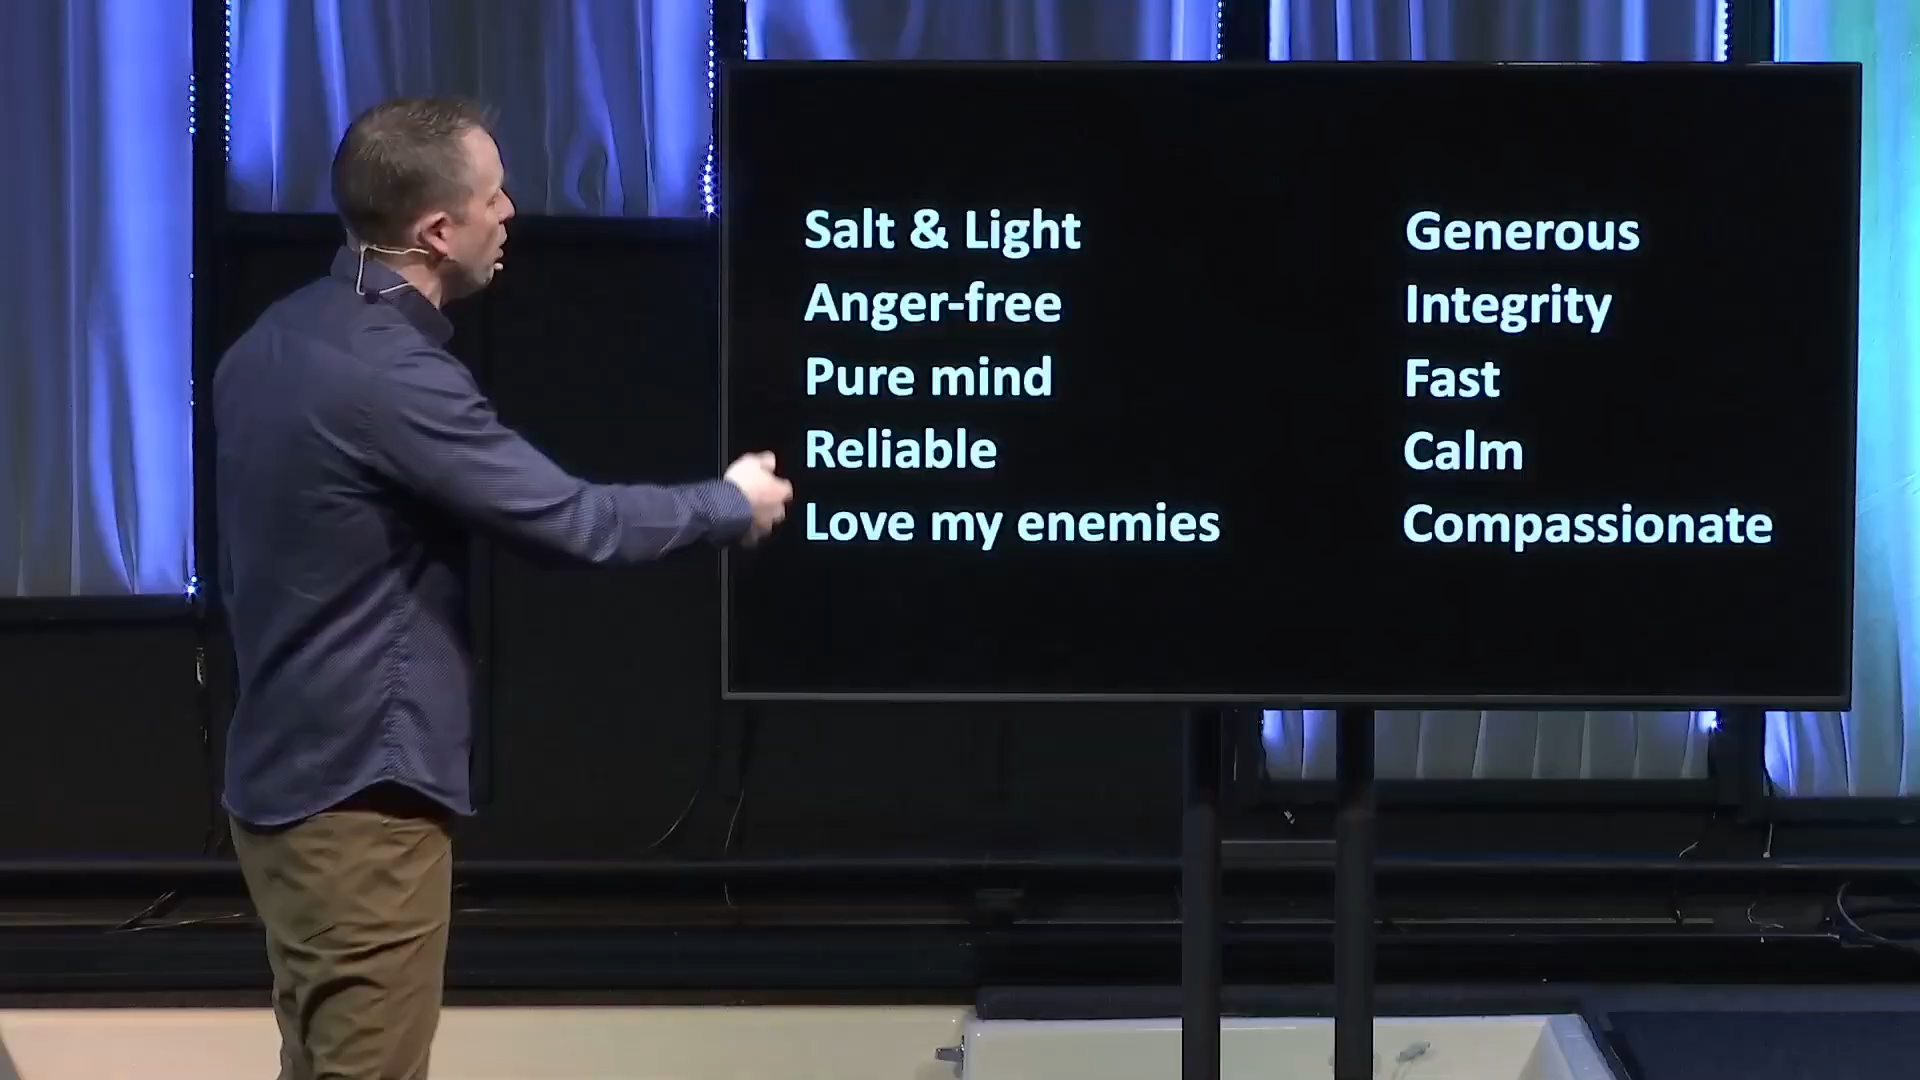 Salt & Light
Anger-free
Pure mind
Reliable
Love my enemies
Generous
Integrity
Fast
Calm
Compassionate